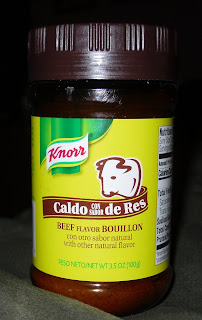 Knorr
Caldo CON SABOR de Res
BEEF FLAVOR BOUILLON
con otro sabor natural
with other natural flavor
PESO NETO/NET WT 3.5 OZ (100g)